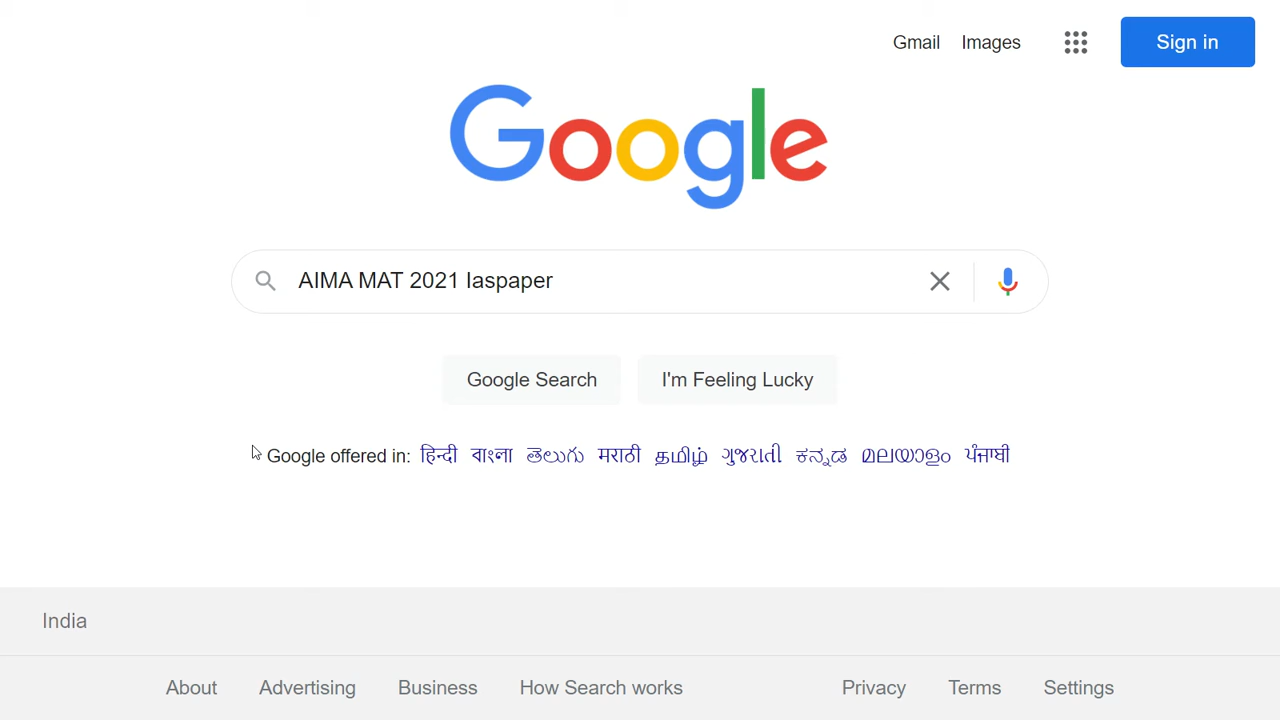 Gmail Images Sign in
Google
AIMA MAT 2021 Iaspaper
Google Search I'm Feeling Lucky
Google offered in: हिन्दी বাংলা తెలుగు मराठी தமிழ் ગુજરાતી ಕನ್ನಡ മലയാളം ਪੰਜਾਬੀ
India
About Advertising Business How Search works Privacy Terms Settings